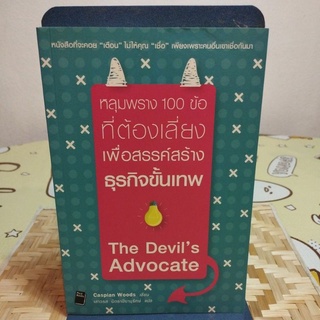 หนังสือที่จะคอย "เตือน" ไม่ให้คุณ "เชื่อ" เพียงเพราะคนอื่นเขาเชื่อกันมา
หลุมพราง 100 ข้อ
ที่ต้องเลี่ยง
เพื่อสรรค์สร้าง
ธุรกิจขั้นเทพ
The Devil's
Advocate
Caspian Woods เขียน